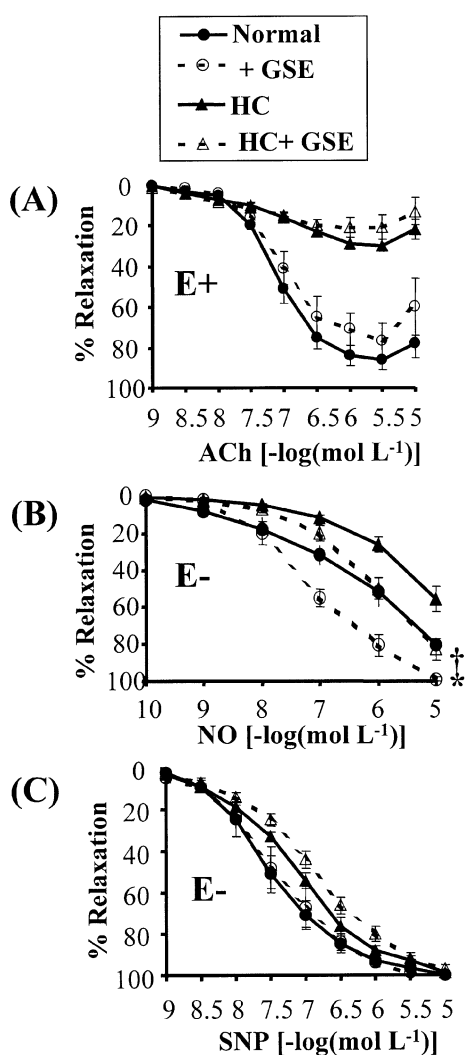 Normal
+ GSE
HC
HC+ GSE
(A)
0
20
40
60
80
100
% Relaxation
E+
9 8.5 8 7.5 7 6.5 6 5.5 5
ACh [-log(mol L-1)]
(B)
0
20
40
60
80
100
% Relaxation
E-
†
*
10 9 8 7 6 5
NO [-log(mol L-1)]
(C)
0
20
40
60
80
100
% Relaxation
E-
9 8.5 8 7.5 7 6.5 6 5.5 5
SNP [-log(mol L-1)]